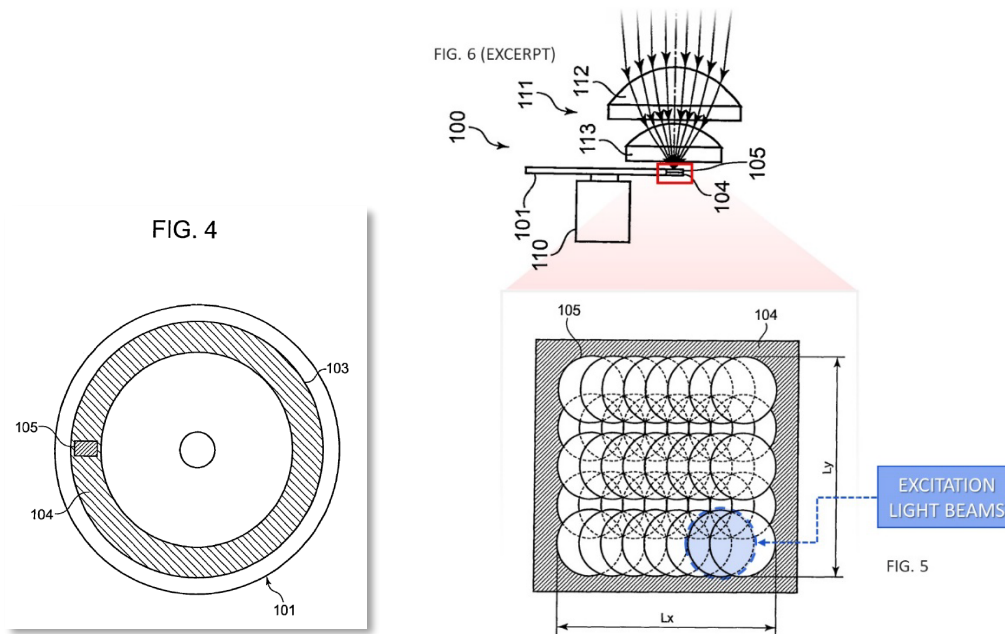 FIG. 6 (EXCERPT)
112
111
113
100
105
104
101
110
FIG. 4
103
105
104
101
105
104
Ly
Lx
EXCITATION
LIGHT BEAMS
FIG. 5